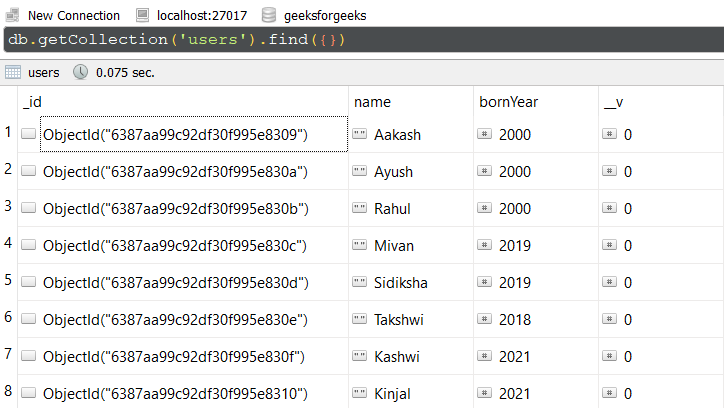 New Connection localhost:27017 geeksforgeeks
db.getCollection('users').find({})
users 0.075 sec.
_id name bornYear __v
1 ObjectId("6387aa99c92df30f995e8309") "" Aakash # 2000 # 0
2 ObjectId("6387aa99c92df30f995e830a") "" Ayush # 2000 # 0
3 ObjectId("6387aa99c92df30f995e830b") "" Rahul # 2000 # 0
4 ObjectId("6387aa99c92df30f995e830c") "" Mivan # 2019 # 0
5 ObjectId("6387aa99c92df30f995e830d") "" Sidiksha # 2019 # 0
6 ObjectId("6387aa99c92df30f995e830e") "" Takshwi # 2018 # 0
7 ObjectId("6387aa99c92df30f995e830f") "" Kashwi # 2021 # 0
8 ObjectId("6387aa99c92df30f995e8310") "" Kinjal # 2021 # 0